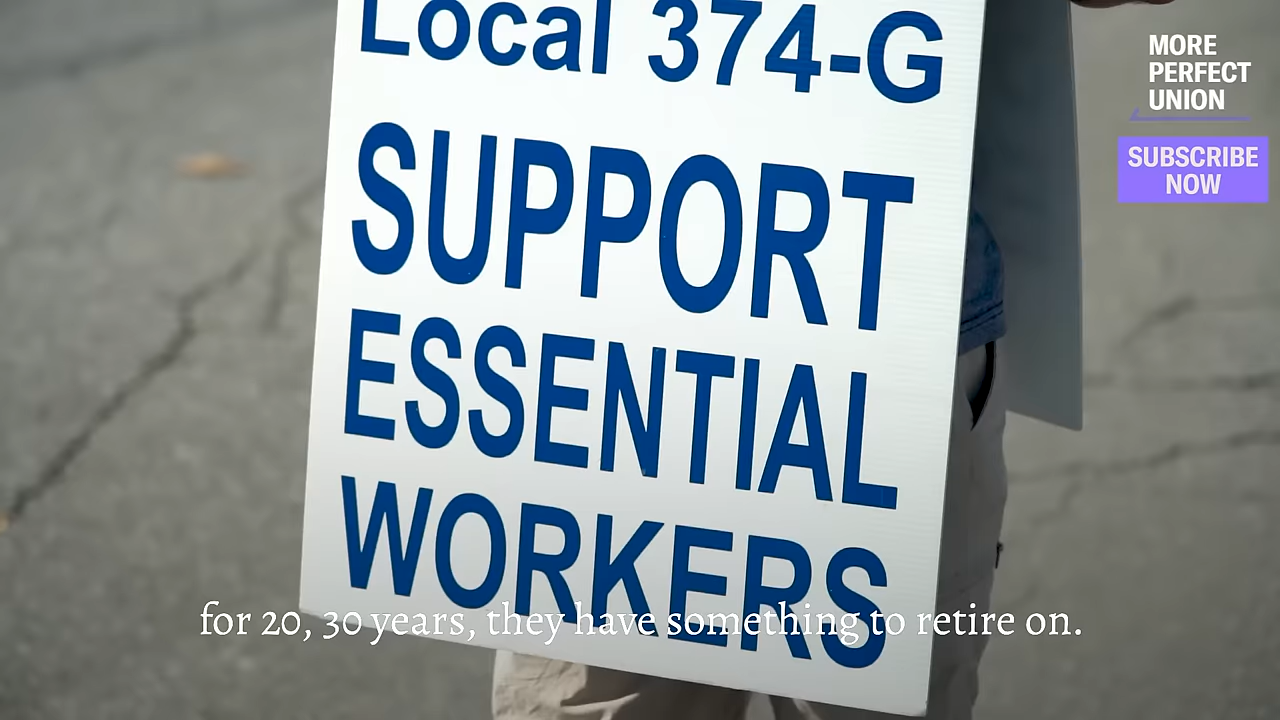 Local 374-G
SUPPORT
ESSENTIAL
WORKERS
MORE
PERFECT
UNION
SUBSCRIBE
NOW
for 20, 30 years, they have something to retire on.